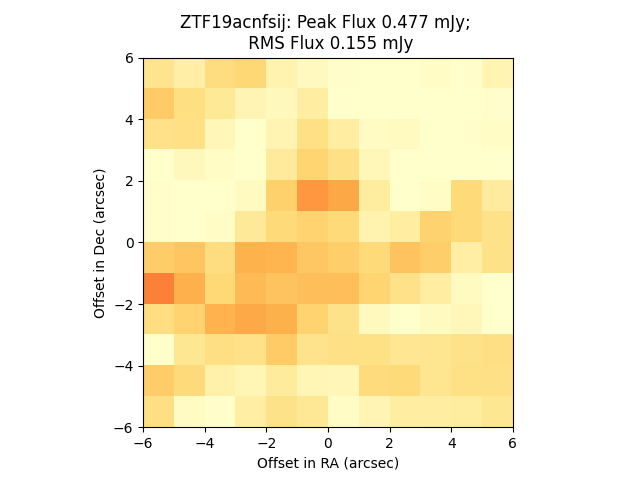 ZTF19acnfsij: Peak Flux 0.477 mJy;
RMS Flux 0.155 mJy
6
4
2
0
−2
−4
−6
Offset in Dec (arcsec)
−6 −4 −2 0 2 4 6
Offset in RA (arcsec)